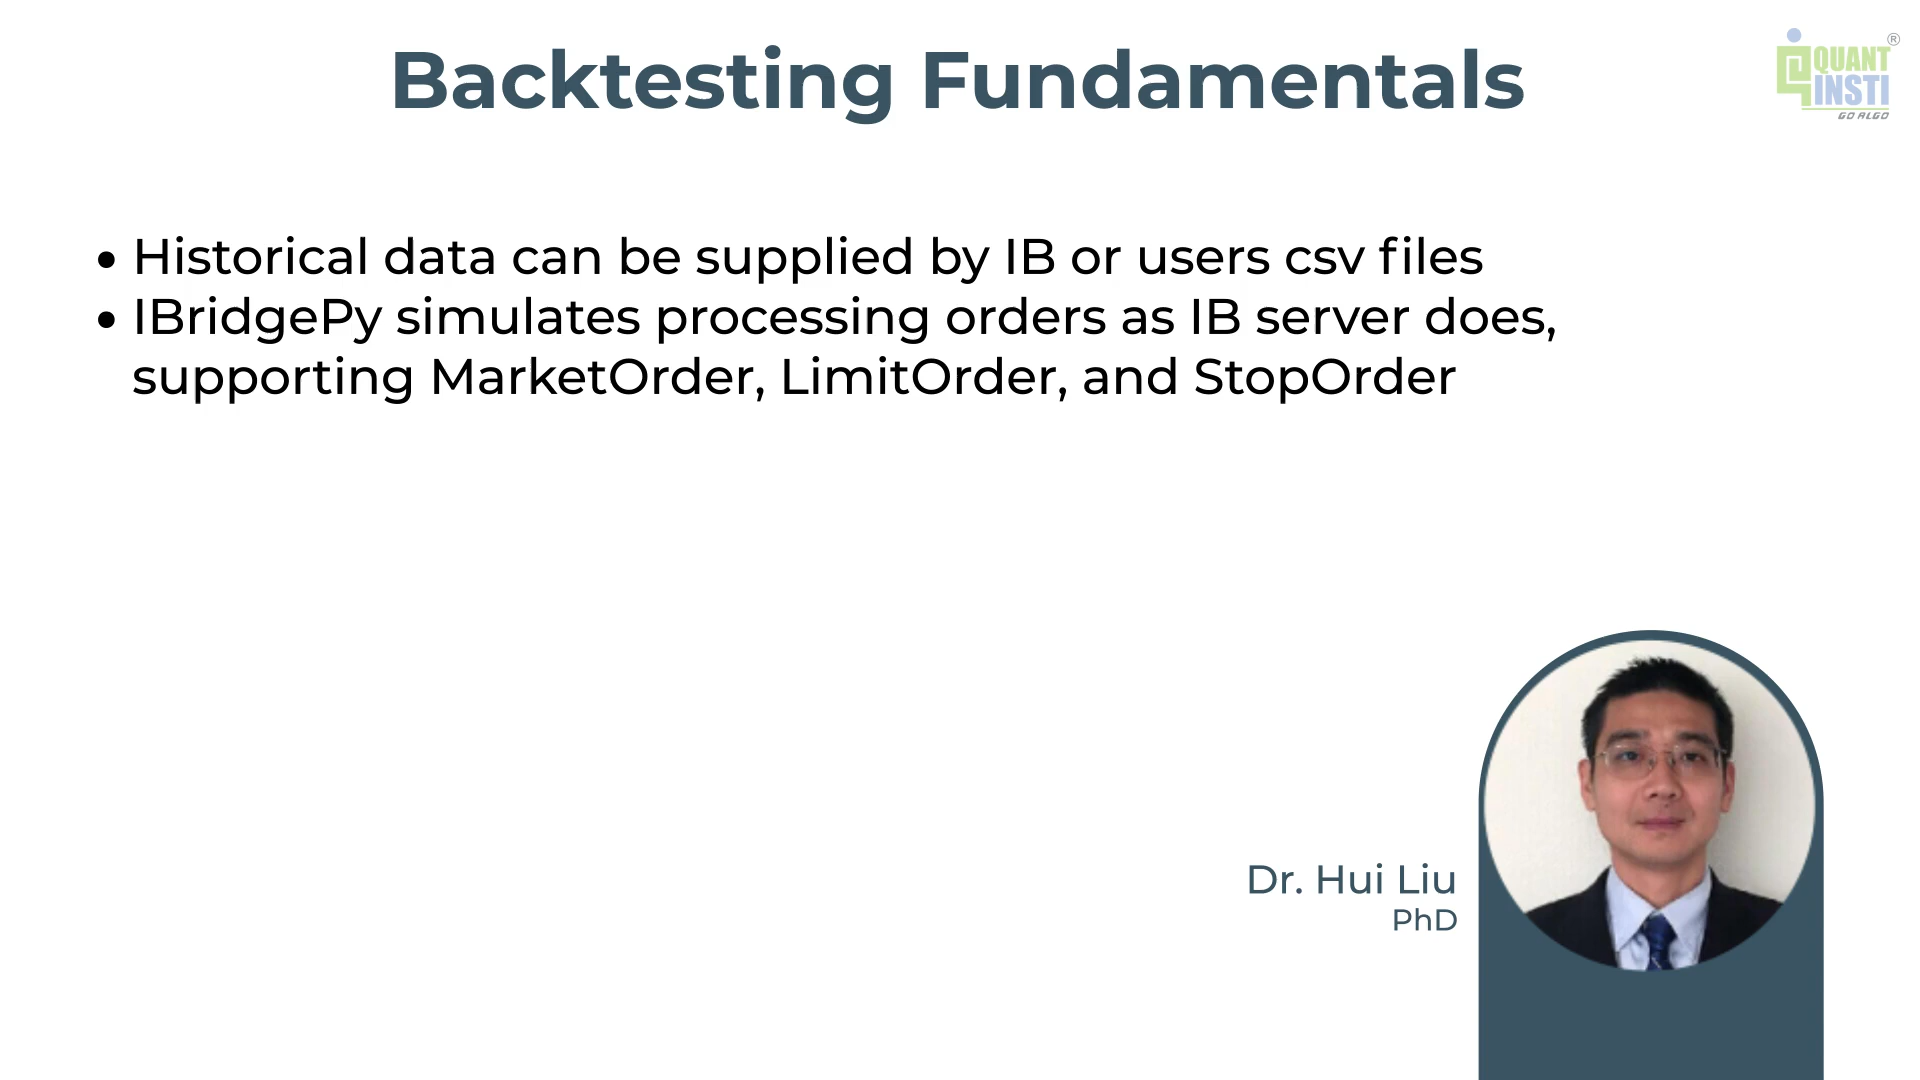 Backtesting Fundamentals
®
QUANT
INSTI
GO ALGO
• Historical data can be supplied by IB or users csv files
• IBridgePy simulates processing orders as IB server does,
supporting MarketOrder, LimitOrder, and StopOrder
Dr. Hui Liu
PhD